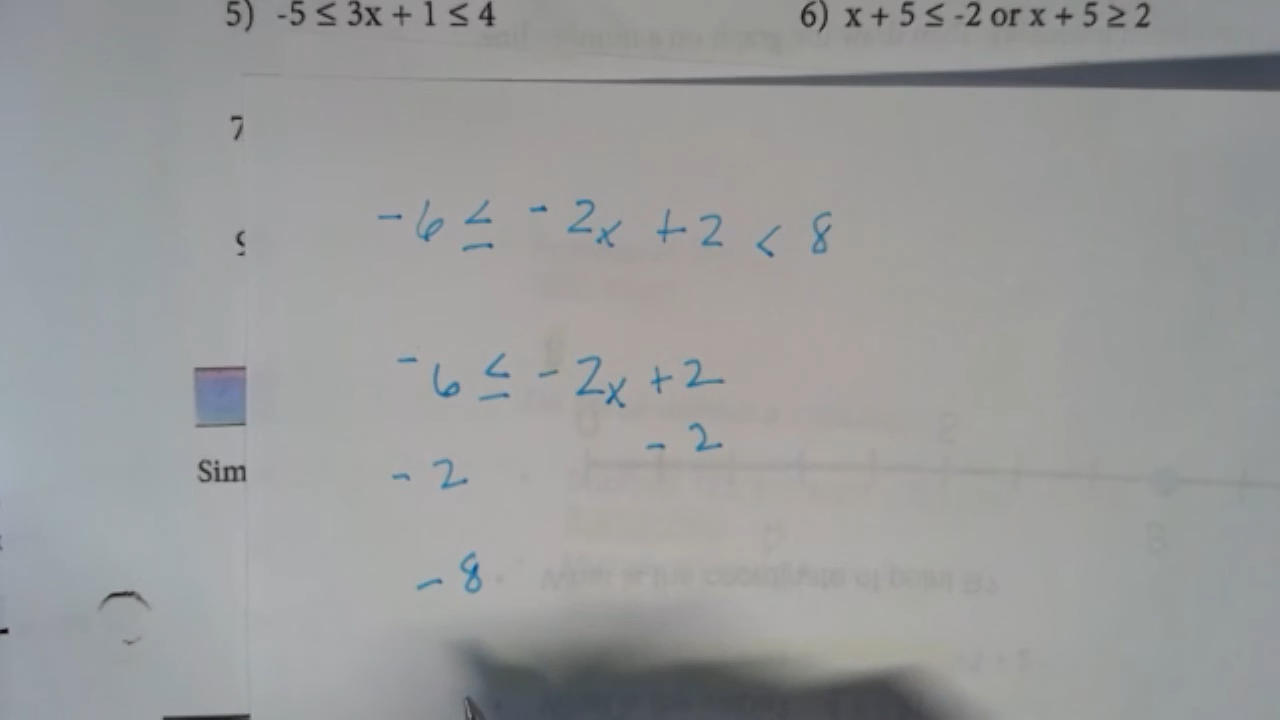 5) -5 ≤ 3x + 1 ≤ 4
6) x + 5 ≤ -2 or x + 5 ≥ 2
7
-6 ≤ -2x + 2 < 8
-6 ≤ -2x + 2
- 2
- 2
Sim
- 8